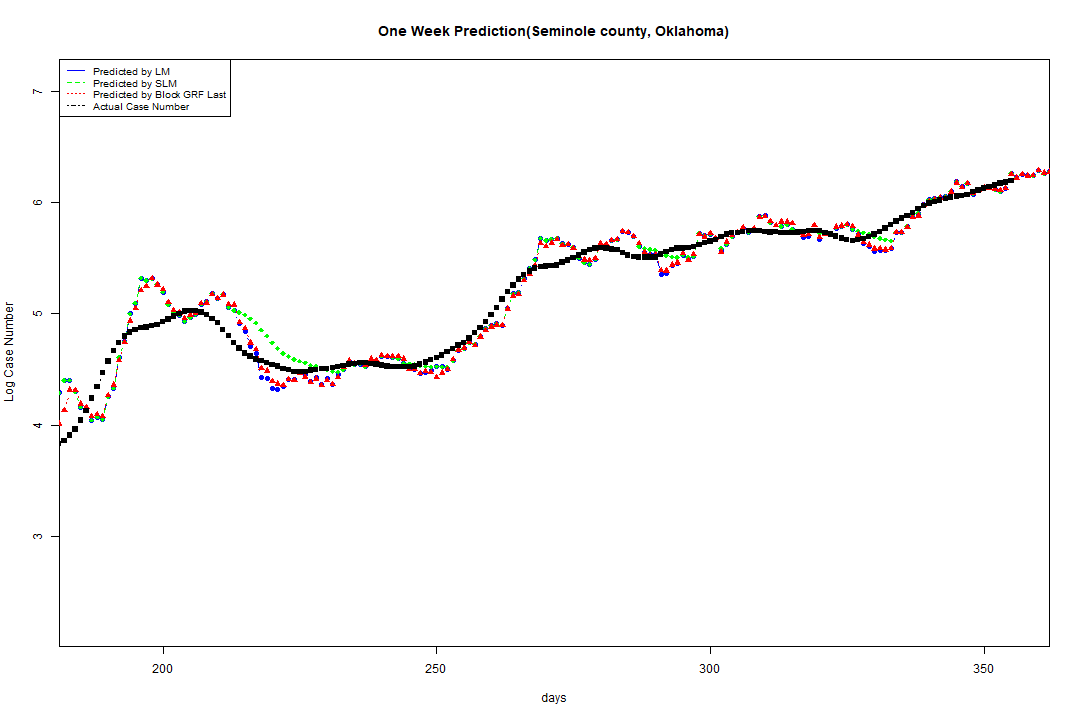 One Week Prediction(Seminole county, Oklahoma)
Predicted by LM
Predicted by SLM
Predicted by Block GRF Last
Actual Case Number
7
6
5
4
3
Log Case Number
200
250
300
350
days